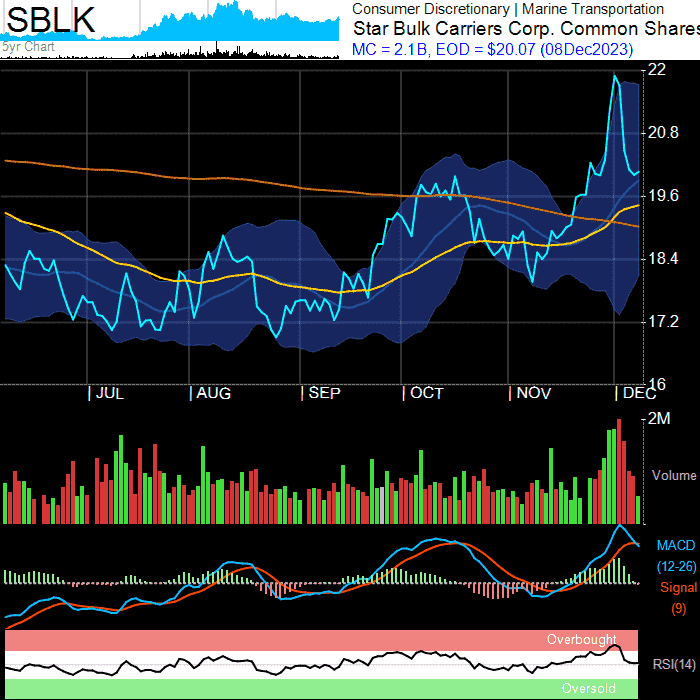 SBLK
5yr Chart
Consumer Discretionary | Marine Transportation
Star Bulk Carriers Corp. Common Shares
MC = 2.1B, EOD = $20.07 (08Dec2023)
22
20.8
19.6
18.4
17.2
16
JUL AUG SEP OCT NOV DEC
2M
Volume
MACD
(12-26)
Signal
(9)
Overbought
RSI(14)
Oversold